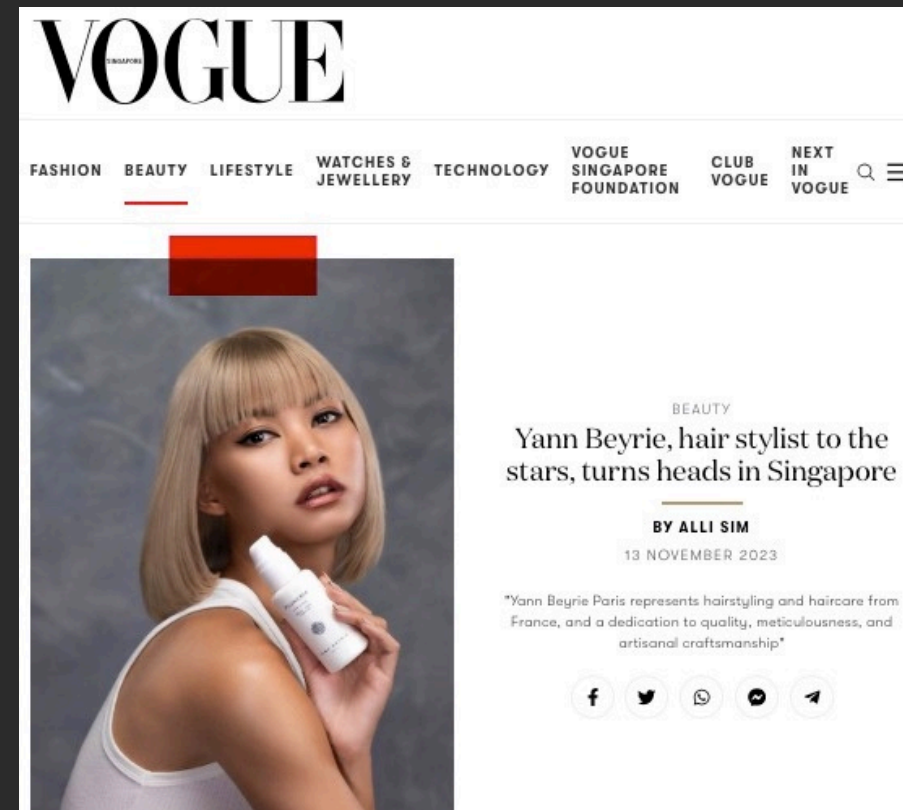 VOGUE
SINGAPORE
FASHION
BEAUTY
LIFESTYLE
WATCHES &
JEWELLERY
TECHNOLOGY
VOGUE
SINGAPORE
FOUNDATION
CLUB
VOGUE
NEXT
IN
VOGUE
BEAUTY
Yann Beyrie, hair stylist to the
stars, turns heads in Singapore
BY ALLI SIM
13 NOVEMBER 2023
"Yann Beyrie Paris represents hairstyling and haircare from
France, and a dedication to quality, meticulousness, and
artisanal craftsmanship"